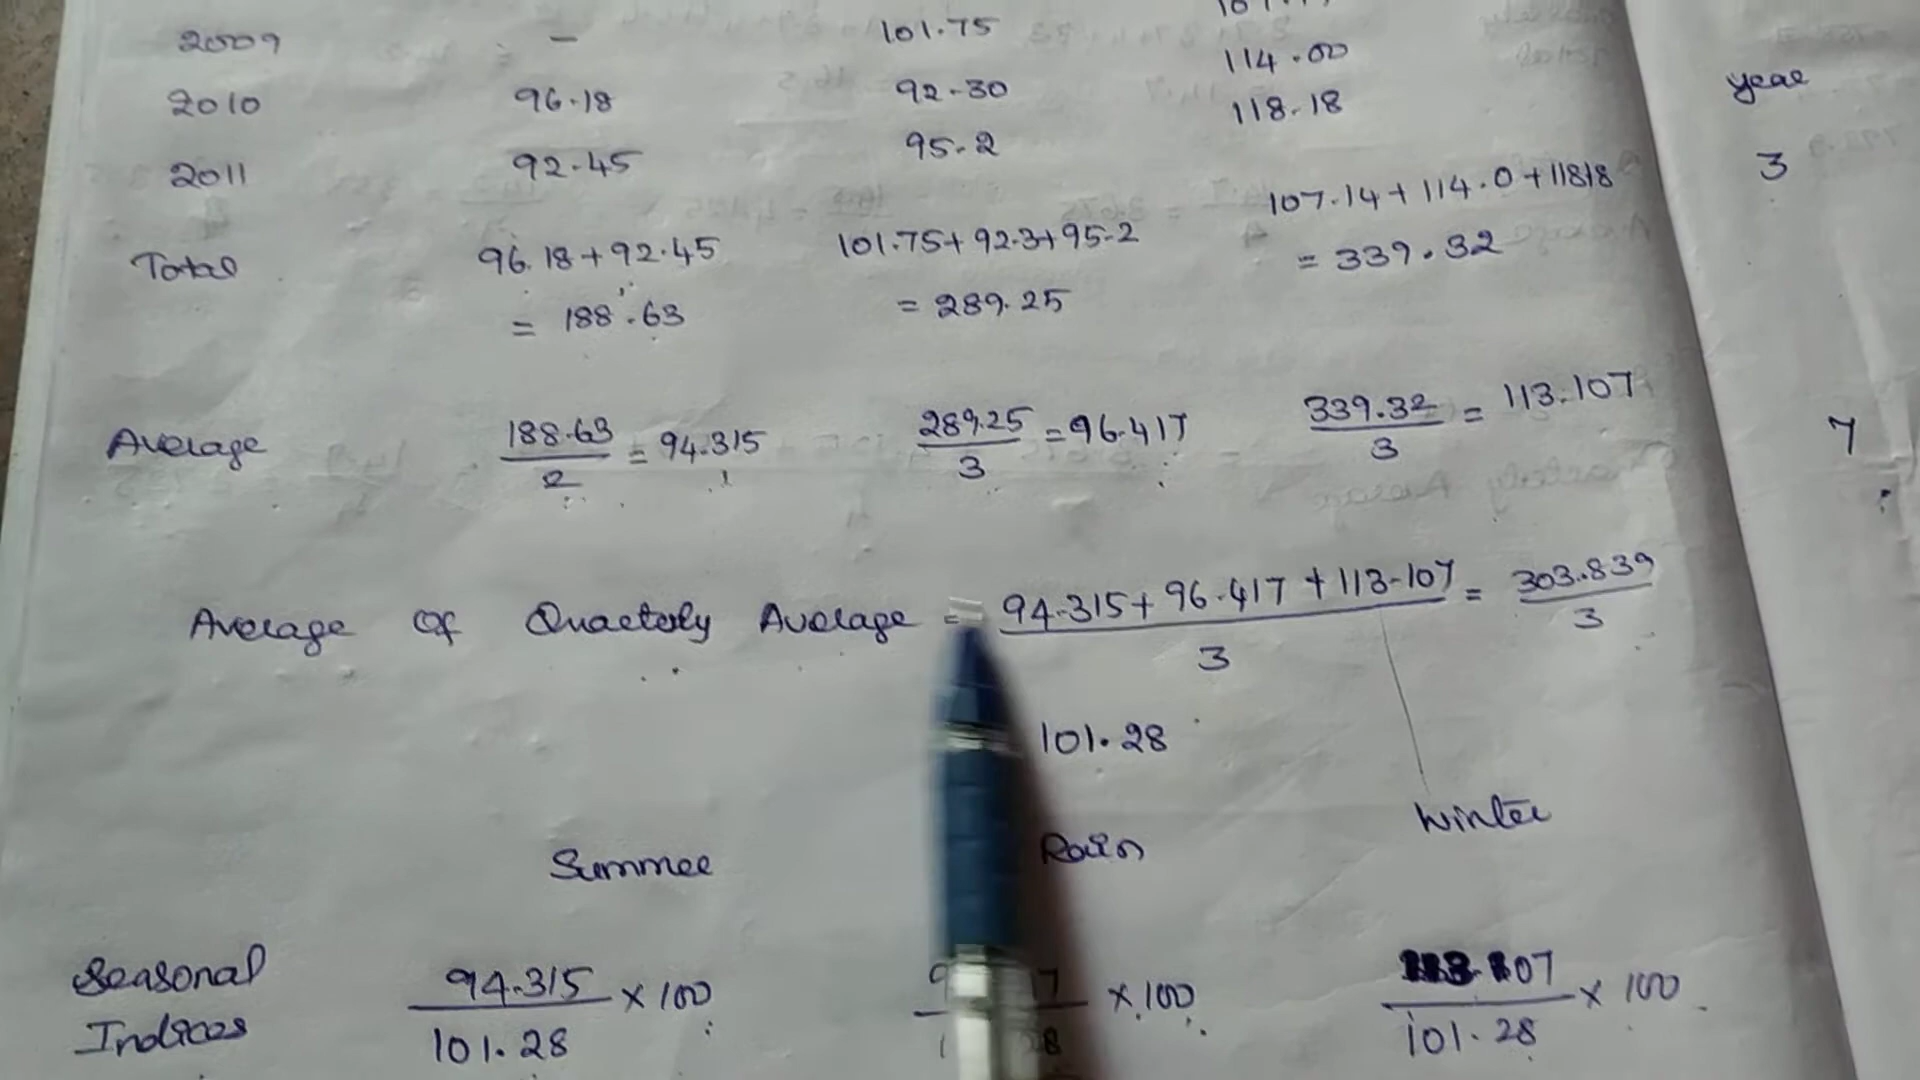 2009 - 101.75
2010 96.18 92.30 114.00
2011 92.45 95.2 118.18
Total 96.18+92.45 101.75+92.3+95.2 107.14+114.0+118.18
= 188.63 = 289.25 = 339.32
Average 188.63/2 = 94.315 289.25/3 = 96.417 339.32/3 = 113.107
Average Of Quarterly Average = 94.315+96.417+113.107/3 = 303.839/3
101.28
Summer Rain Winter
Seasonal Indices 94.315/101.28 × 100 × 100 113.107/101.28 × 100
year
3
7